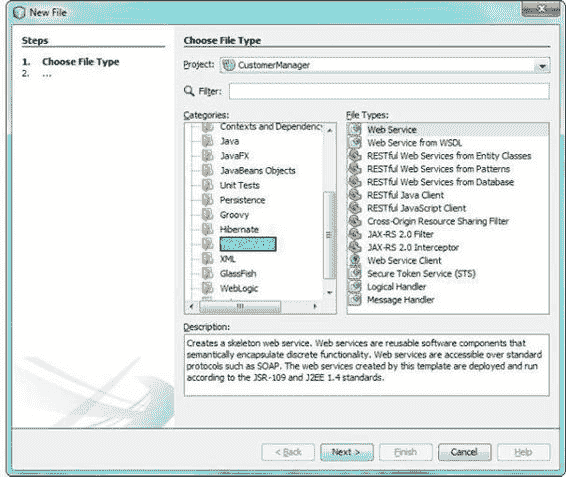 New File
Steps
1. Choose File Type
2. ...
Choose File Type
Project: CustomerManager
Filter:
Categories:
Contexts and Dependency
Java
JavaFX
JavaBeans Objects
Unit Tests
Persistence
Groovy
Hibernate
XML
GlassFish
WebLogic
File Types:
Web Service
Web Service from WSDL
RESTful Web Services from Entity Classes
RESTful Web Services from Patterns
RESTful Web Services from Database
RESTful Java Client
RESTful JavaScript Client
Cross-Origin Resource Sharing Filter
JAX-RS 2.0 Filter
JAX-RS 2.0 Interceptor
Web Service Client
Secure Token Service (STS)
Logical Handler
Message Handler
Description:
Creates a skeleton web service. Web services are reusable software components that
semantically encapsulate discrete functionality. Web services are accessible over standard
protocols such as SOAP. The web services created by this template are deployed and run
according to the JSR-109 and J2EE 1.4 standards.
< Back
Next >
Finish
Cancel
Help